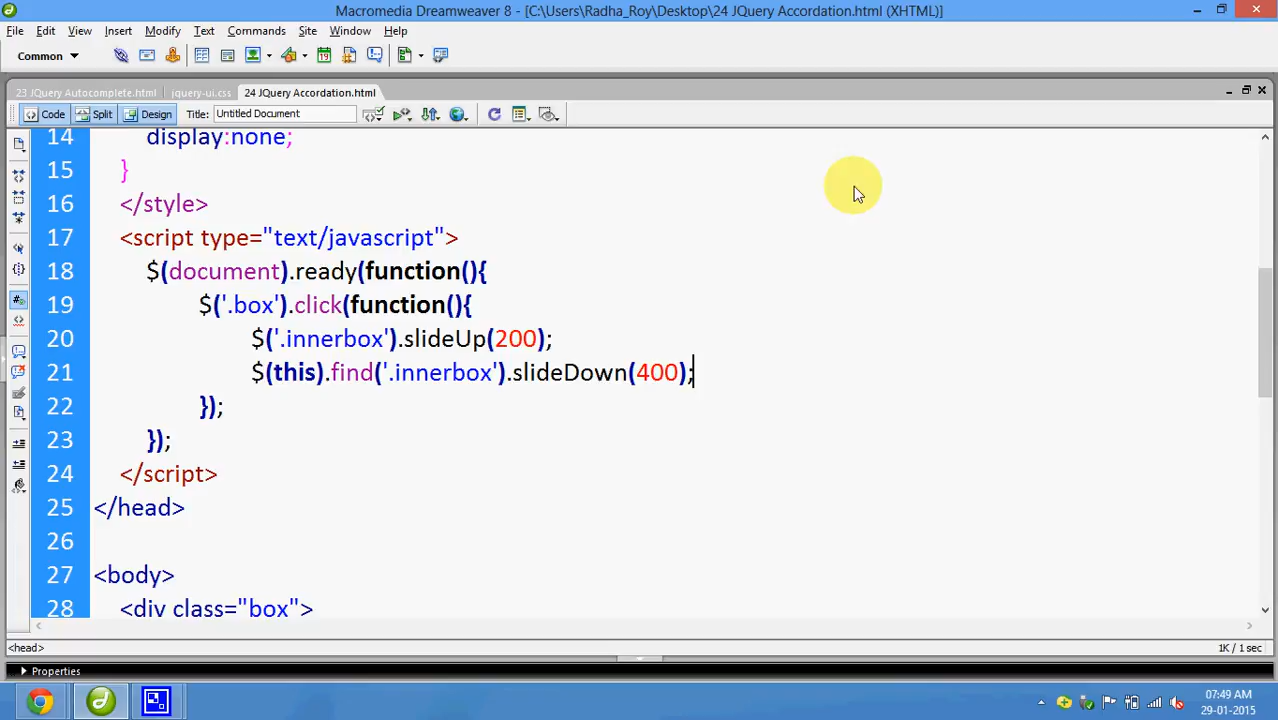 Macromedia Dreamweaver 8 - [C:\Users\Radha_Roy\Desktop\24 JQuery Accordation.html (XHTML)]
File Edit View Insert Modify Text Commands Site Window Help
Common
23 JQuery Autocomplete.html jquery-ui.css 24 JQuery Accordation.html
Code Split Design Title: Untitled Document
14 display:none;
15 }
16 </style>
17 <script type="text/javascript">
18 $(document).ready(function(){
19 $('.box').click(function(){
20 $('.innerbox').slideUp(200);
21 $(this).find('.innerbox').slideDown(400);
22 });
23 });
24 </script>
25 </head>
26
27 <body>
28 <div class="box">
<head>
1K / 1 sec
Properties
07:49 AM
29-01-2015